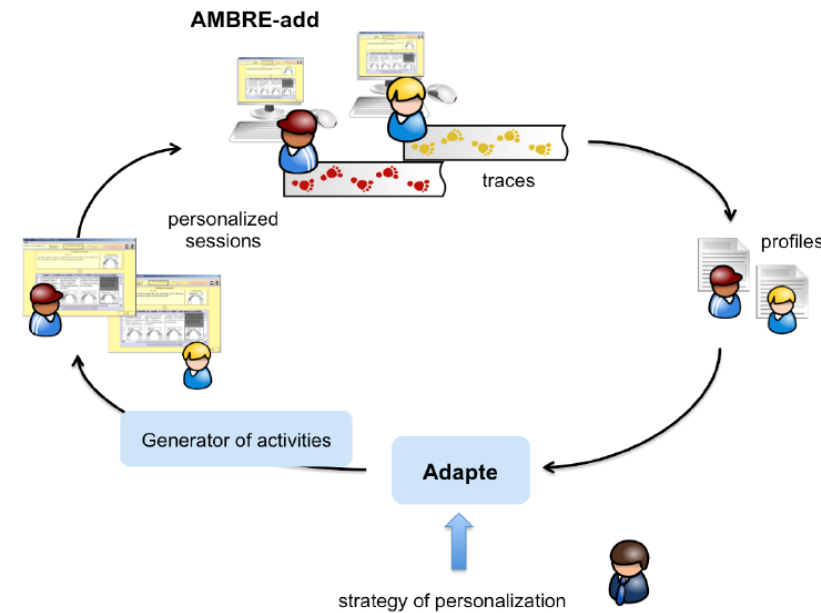 AMBRE-add
traces
personalized
sessions
profiles
Generator of activities
Adapte
strategy of personalization